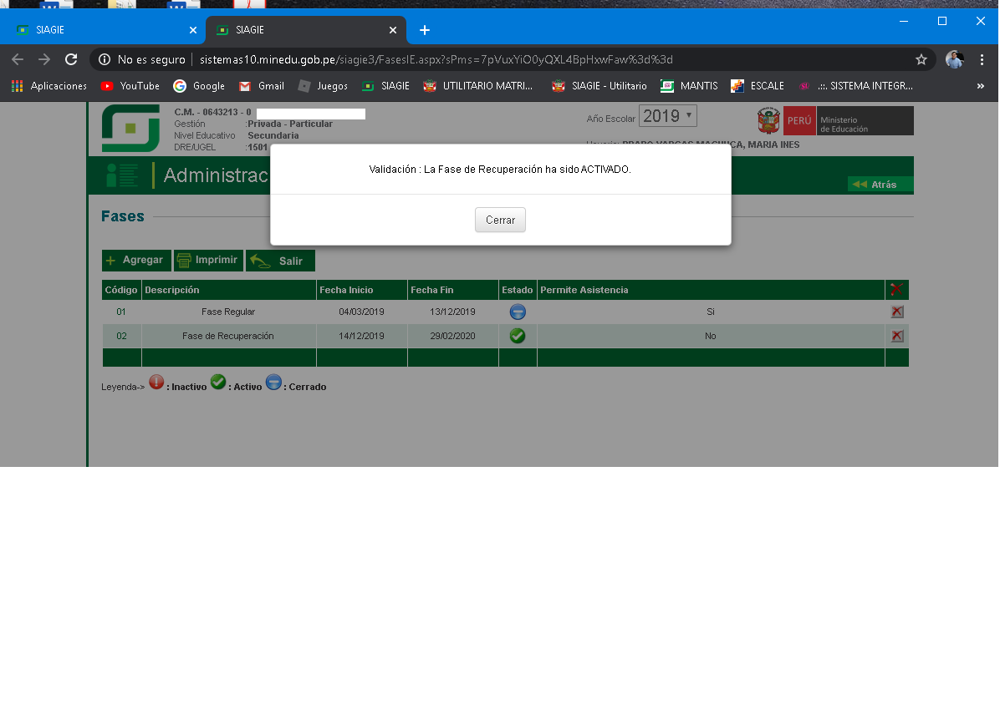 SIAGIE
SIAGIE
No es seguro | sistemas10.minedu.gob.pe/siagie3/FasesIE.aspx?sPms=7pVuxYiO0yQXL4BpHxwFaw%3d%3d
Aplicaciones YouTube Google Gmail Juegos SIAGIE UTILITARIO MATRI... SIAGIE - Utilitario MANTIS ESCALE .:::. SISTEMA INTEGR... »
C.M. - 0643213 - 0
Gestión :Privada - Particular
Nivel Educativo Secundaria
DRE/UGEL :1501
Año Escolar 2019
PERÚ Ministerio
de Educación
MARIA INES
Administrac
Atrás
Validación : La Fase de Recuperación ha sido ACTIVADO.
Cerrar
Fases
Agregar Imprimir Salir
Código Descripción Fecha Inicio Fecha Fin Estado Permite Asistencia
01 Fase Regular 04/03/2019 13/12/2019 Si
02 Fase de Recuperación 14/12/2019 29/02/2020 No
Leyenda-> : Inactivo : Activo : Cerrado